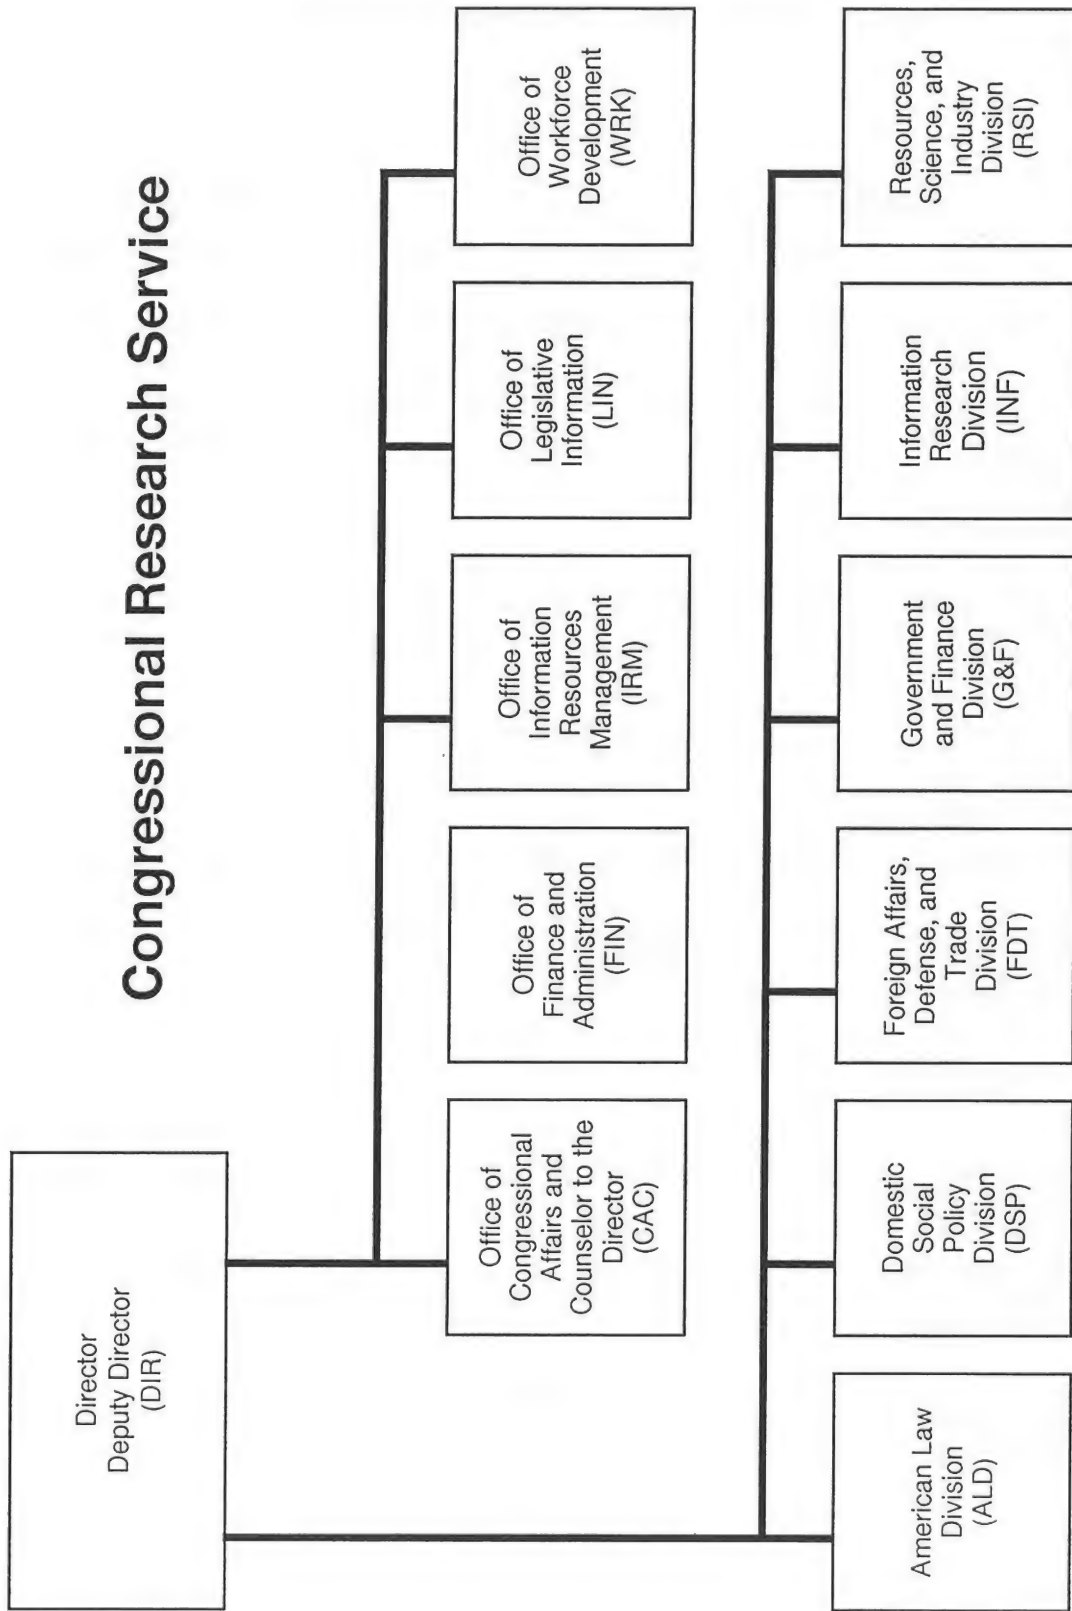 Congressional Research Service
Director
Deputy Director
(DIR)
Office of
Congressional
Affairs and
Counselor to the
Director
(CAC)
Office of
Finance and
Administration
(FIN)
Office of
Information
Resources
Management
(IRM)
Office of
Legislative
Information
(LIN)
Office of
Workforce
Development
(WRK)
American Law
Division
(ALD)
Domestic
Social
Policy
Division
(DSP)
Foreign Affairs,
Defense, and
Trade
Division
(FDT)
Government
and Finance
Division
(G&F)
Information
Research
Division
(INF)
Resources,
Science, and
Industry
Division
(RSI)